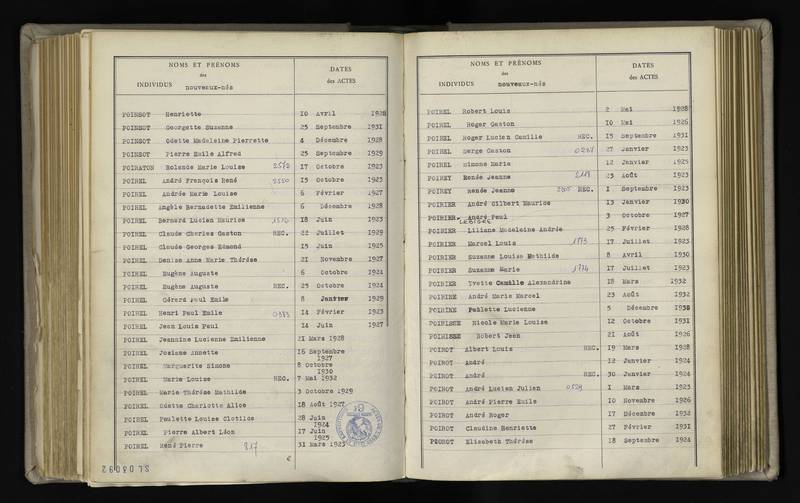 NOMS ET PRÉNOMS
des
INDIVIDUS nouveaux-nés
DATES
des ACTES
POINSOT Henriette 10 Avril 1928
POINSOT Georgette Suzanne 25 Septembre 1931
POINSOT Odette Madeleine Pierrette 4 Décembre 1928
POINSOT Pierre Emile Alfred 25 Septembre 1929
POIRATON Rolande Marie Louise 17 Octobre 1923
POIREL André François René 13 Octobre 1923
POIREL Andrée Marie Louise 6 Février 1927
POIREL Angèle Bernadette Emilienne 6 Décembre 1928
POIREL Bernard Lucien Maurice 18 Juin 1923
POIREL Claude Charles Gaston REC. 22 Juillet 1929
POIREL Claude Georges Edmond 15 Juin 1925
POIREL Denise Anne Marie Thérèse 21 Novembre 1927
POIREL Eugène Auguste 6 Octobre 1924
POIREL Eugène Auguste REC. 25 Octobre 1924
POIREL Gérard Paul Emile 8 Janvier 1929
POIREL Henri Paul Emile 14 Février 1923
POIREL Jean Louis Paul 14 Juin 1927
POIREL Jeannine Lucienne Emilienne 21 Mars 1928
POIREL Josiane Annette 16 Septembre
1927
POIREL Marguerite Simone 8 Octobre
1930
POIREL Marie Louise REC. 7 Mai 1932
POIREL Marie Thérèse Mathilde 3 Octobre 1929
POIREL Odette Charlotte Alice 18 Août 1927
POIREL Paulette Louise Clotilde 28 Juin
1924
POIREL Pierre Albert Léon 17 Juin
1925
POIREL René Pierre 817 31 Mars 1923
SL03092
NOMS ET PRÉNOMS
des
INDIVIDUS nouveaux-nés
DATES
des ACTES
POIREL Robert Louis 2 Mai 1928
POIREL Roger Gaston 10 Mai 1926
POIREL Roger Lucien Camille REC. 15 Septembre 1931
POIREL Serge Gaston 27 Janvier 1923
POIREL Simone Marie 12 Janvier 1925
POIREY Renée Jeanne 23 Août 1923
POIREY Renée Jeanne REC. 1 Septembre 1923
POIRIER André Gilbert Maurice 13 Janvier 1930
POIRIER André Paul 3 Octobre 1927
POIRIER Liliane Madeleine Andrée 25 Février 1928
POIRIER Marcel Louis 1773 17 Juillet 1923
POIRIER Suzanne Louise Mathilde 8 Avril 1930
POIRIER Suzanne Marie 1774 17 Juillet 1923
POIRIER Yvette Camille Alexandrine 18 Mars 1932
POIRINE André Marie Marcel 23 Août 1932
POIRINE Paulette Lucienne 5 Décembre 1938
POIRISSE Nicole Marie Louise 12 Octobre 1931
POIRISSE Robert Jean 21 Août 1926
POIROT Albert Louis REC. 19 Mars 1928
POIROT André 12 Janvier 1924
POIROT André REC. 30 Janvier 1924
POIROT André Lucien Julien 1 Mars 1923
POIROT André Pierre Emile 10 Novembre 1926
POIROT André Roger 17 Décembre 1932
POIROT Claudine Henriette 27 Février 1931
POIROT Elisabeth Thérèse 18 Septembre 1924